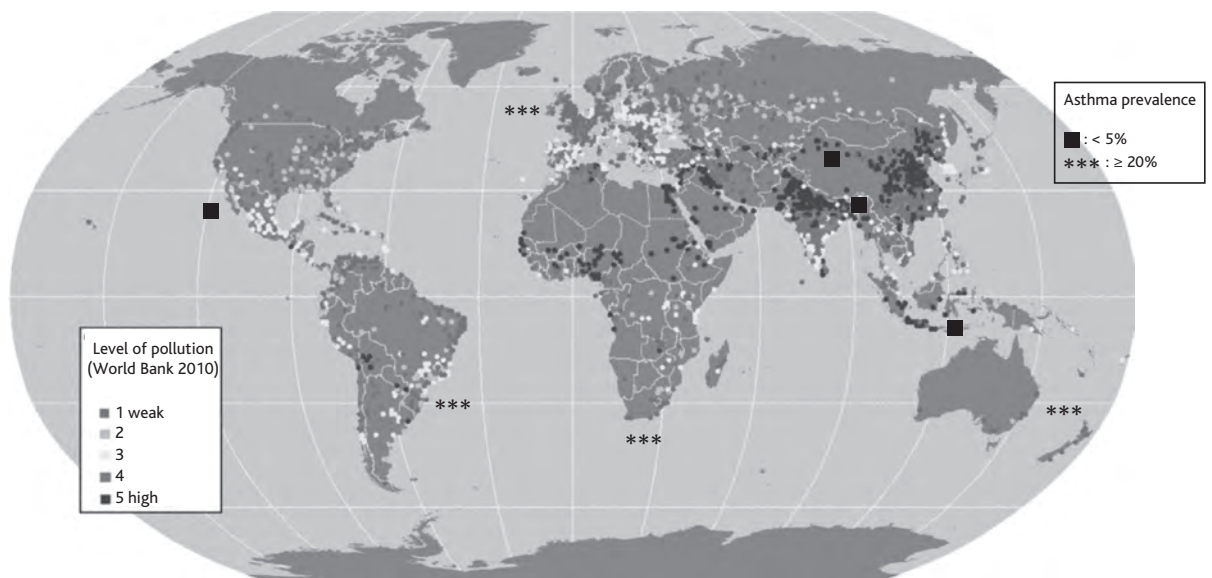 Asthma prevalence
■ : < 5%
*** : ≥ 20%
***
***
***
***
Level of pollution
(World Bank 2010)
1 weak
2
3
4
5 high